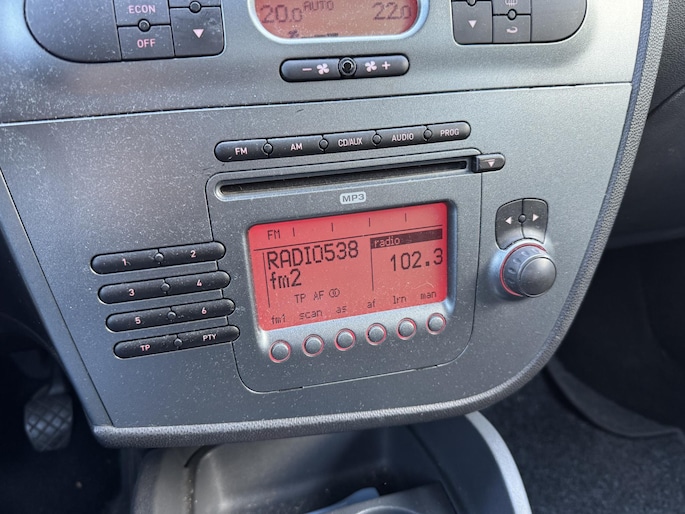 ECON
OFF
20.0 AUTO 22.0
- +
FM AM CD/AUX AUDIO PROG
MP3
FM
RADIO538
fm2
radio
102.3
TP AF
fm1 scan as af lrn man
1 2
3 4
5 6
TP PTY